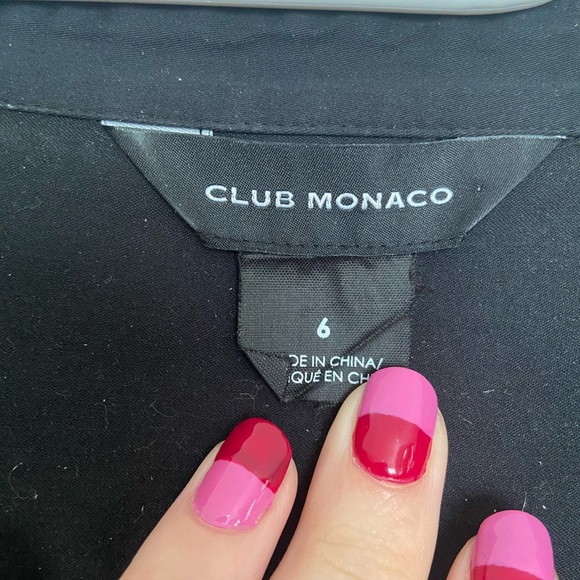 CLUB MONACO
6
DE IN CHINA/
QUÉ EN CH